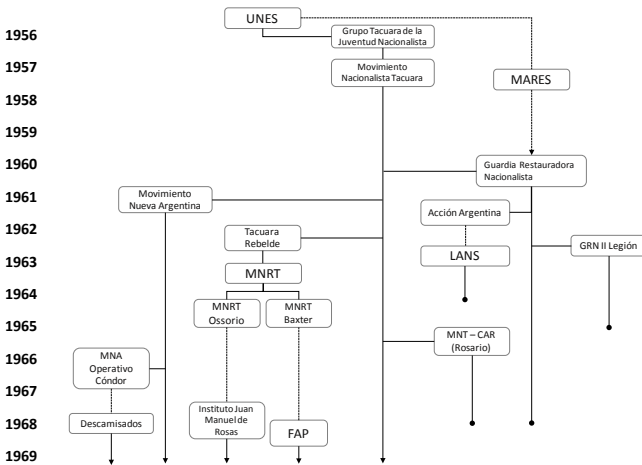 UNES
1956
Grupo Tacuara de la
Juventud Nacionalista
1957
Movimiento
Nacionalista Tacuara
MARES
1958
1959
1960
Guardia Restauradora
Nacionalista
1961
Movimiento
Nueva Argentina
Acción Argentina
1962
Tacuara
Rebelde
GRN II Legión
LANS
1963
MNRT
1964
MNRT
Ossorio
MNRT
Baxter
1965
MNT – CAR
(Rosario)
1966
MNA
Operativo
Cóndor
1967
Instituto Juan
Manuel de
Rosas
1968
Descamisados
FAP
1969